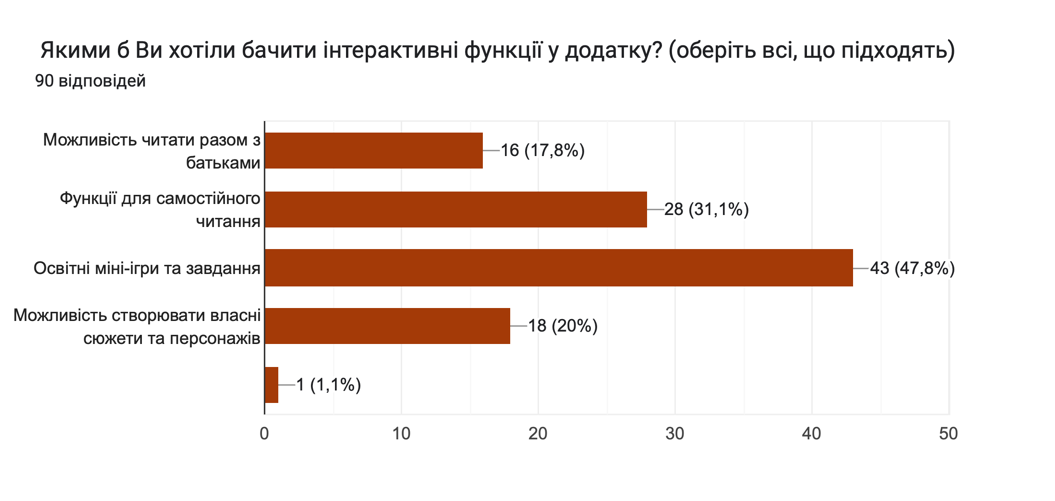 Якими б Ви хотіли бачити інтерактивні функції у додатку? (оберіть всі, що підходять)
90 відповідей
Можливість читати разом з
батьками
16 (17,8%)
Функції для самостійного
читання
28 (31,1%)
Освітні міні-ігри та завдання
43 (47,8%)
Можливість створювати власні
сюжети та персонажів
18 (20%)
1 (1,1%)
0 10 20 30 40 50